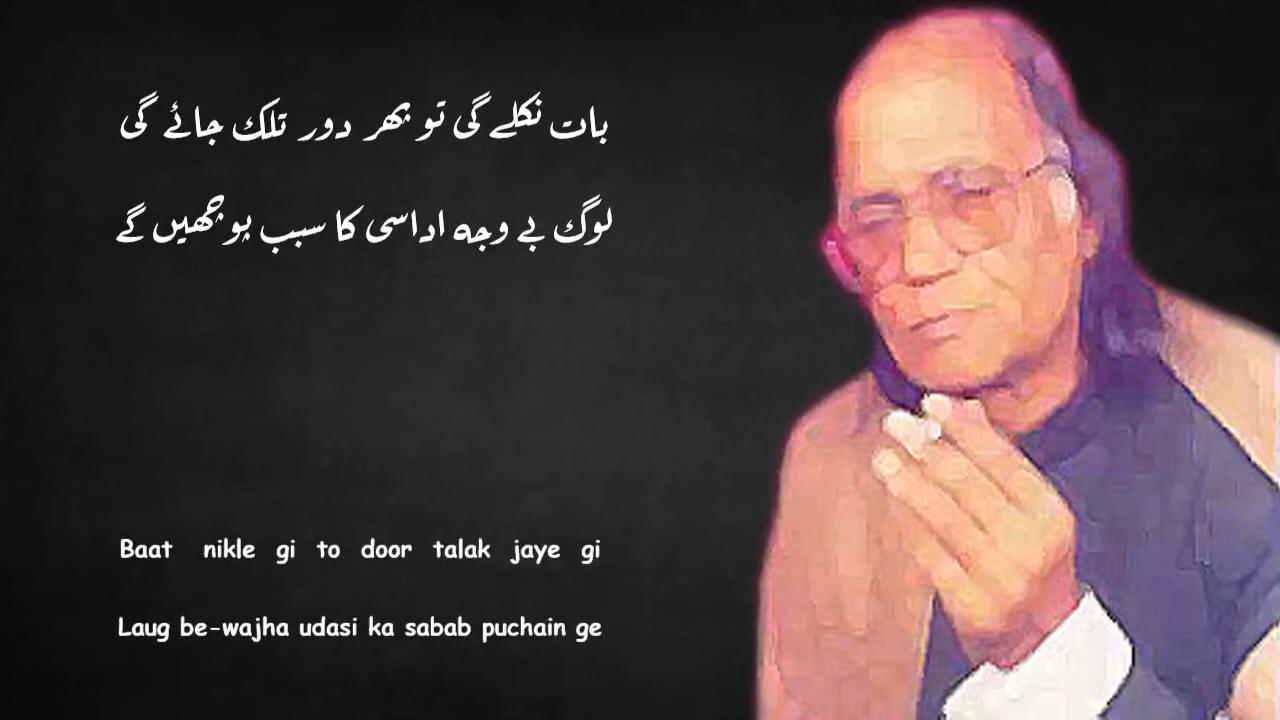 بات نکلے گی تو پھر دور تلک جائے گی
لوگ بے وجہ اداسی کا سبب پوچھیں گے
Baat nikle gi to door talak jaye gi
Laug be-wajha udasi ka sabab puchain ge